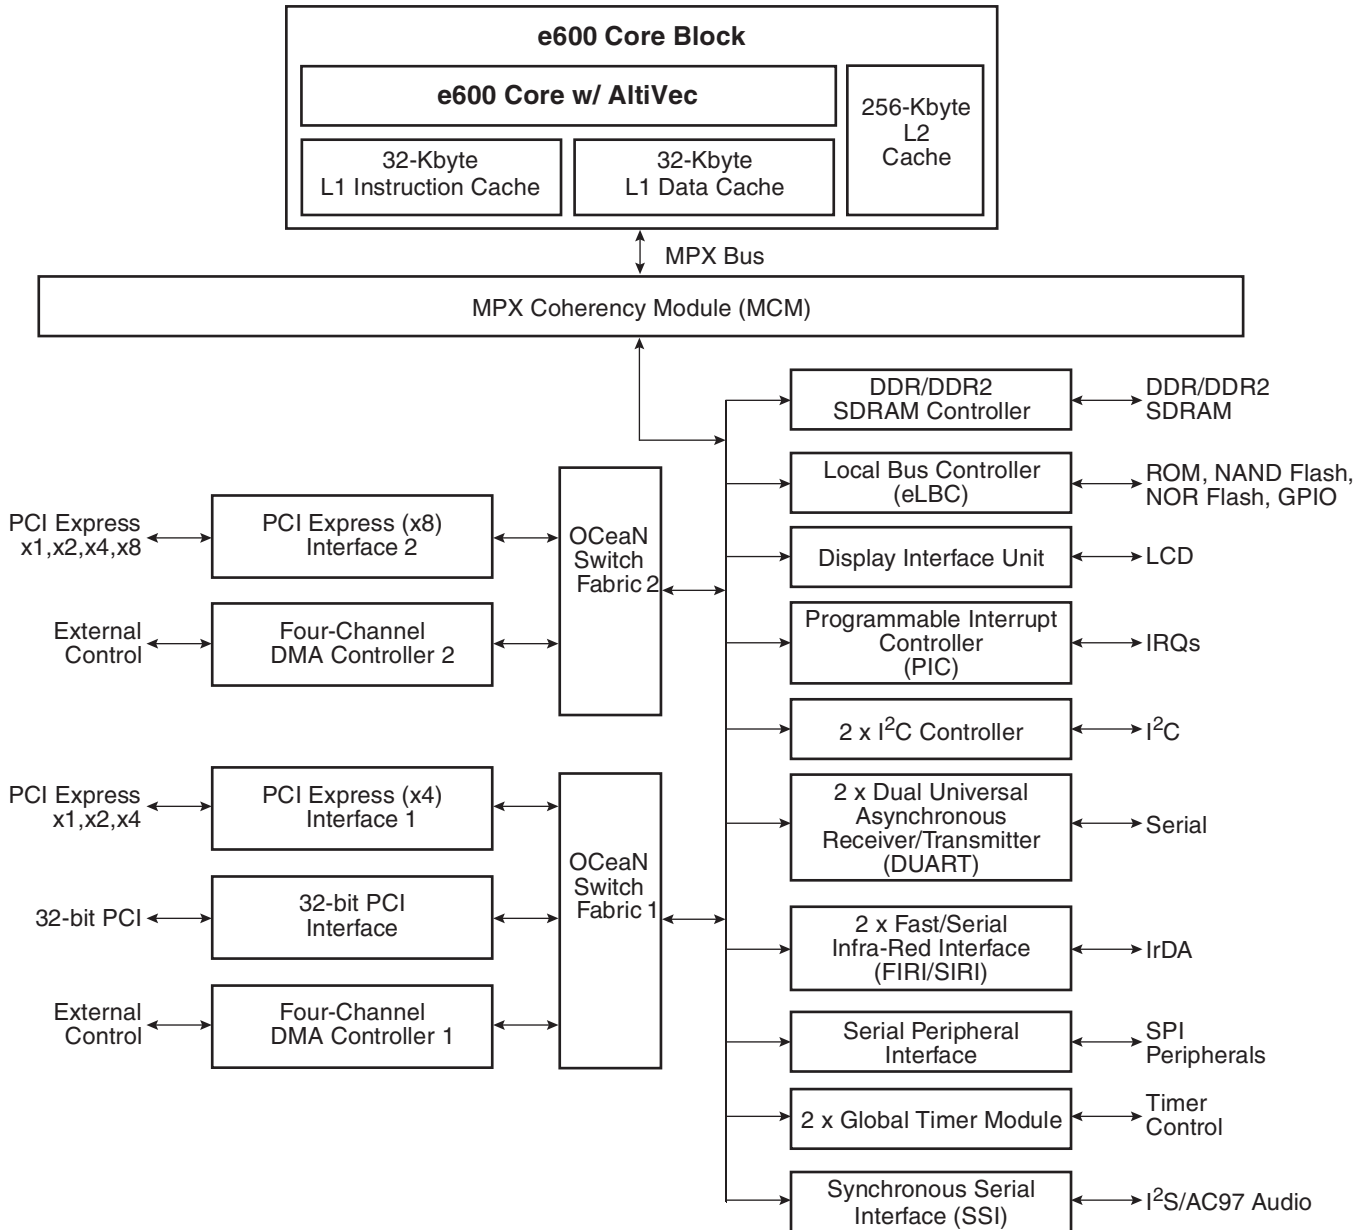 e600 Core Block
e600 Core w/ AltiVec
256-Kbyte
L2
Cache
32-Kbyte
L1 Instruction Cache
32-Kbyte
L1 Data Cache
MPX Bus
MPX Coherency Module (MCM)
DDR/DDR2
SDRAM Controller
DDR/DDR2
SDRAM
Local Bus Controller
(eLBC)
ROM, NAND Flash,
NOR Flash, GPIO
PCI Express
x1,x2,x4,x8
PCI Express (x8)
Interface 2
OCeaN
Switch
Fabric 2
Display Interface Unit
LCD
External
Control
Four-Channel
DMA Controller 2
Programmable Interrupt
Controller
(PIC)
IRQs
2 x I²C Controller
I²C
PCI Express
x1,x2,x4
PCI Express (x4)
Interface 1
OCeaN
Switch
Fabric 1
2 x Dual Universal
Asynchronous
Receiver/Transmitter
(DUART)
Serial
32-bit PCI
32-bit PCI
Interface
2 x Fast/Serial
Infra-Red Interface
(FIRI/SIRI)
IrDA
External
Control
Four-Channel
DMA Controller 1
Serial Peripheral
Interface
SPI
Peripherals
2 x Global Timer Module
Timer
Control
Synchronous Serial
Interface (SSI)
I²S/AC97 Audio